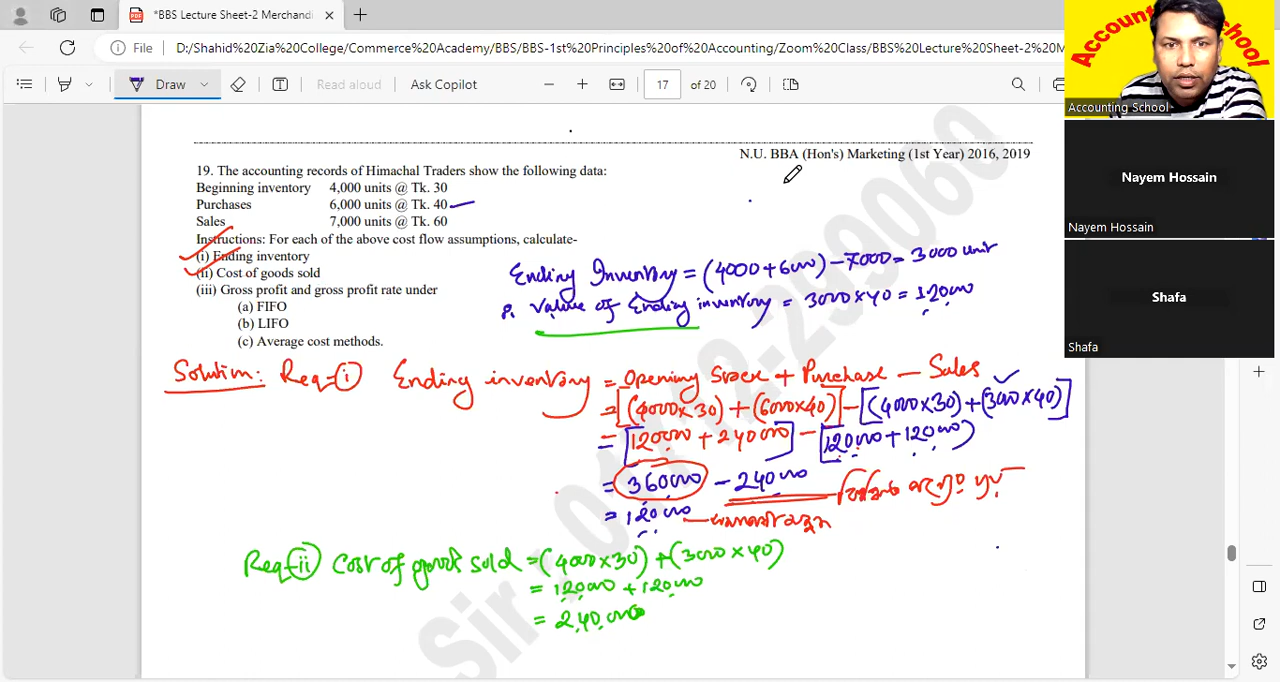 *BBS Lecture Sheet-2 Merchandi
File
D:/Shahid%20Zia%20College/Commerce%20Academy/BBS/BBS-1st%20Principles%20of%20Accounting/Zoom%20Class/BBS%20Lecture%20Sheet-2%20M
Draw
Read aloud
Ask Copilot
17
of 20
Accounting School
Accounting School
Nayem Hossain
Nayem Hossain
Shafa
Shafa
N.U. BBA (Hon's) Marketing (1st Year) 2016, 2019
19. The accounting records of Himachal Traders show the following data:
Beginning inventory 4,000 units @ Tk. 30
Purchases 6,000 units @ Tk. 40
Sales 7,000 units @ Tk. 60
Instructions: For each of the above cost flow assumptions, calculate-
(i) Ending inventory
(ii) Cost of goods sold
(iii) Gross profit and gross profit rate under
(a) FIFO
(b) LIFO
(c) Average cost methods.
Ending Inventory = (4000+6000) - 7000 = 3000 unit
Value of Ending inventory = 3000×40 = 120000
Solution: Req-(i) Ending inventory = Opening Stock + Purchase - Sales
= [(4000×30) + (6000×40)] - [(4000×30) + (3000×40)]
= [120000 + 240000] - [120000 + 120000)
= 360000 - 240000
= 120000
Req-(ii) Cost of goods sold = (4000×30) + (3000×40)
= 120000 + 120000
= 240000